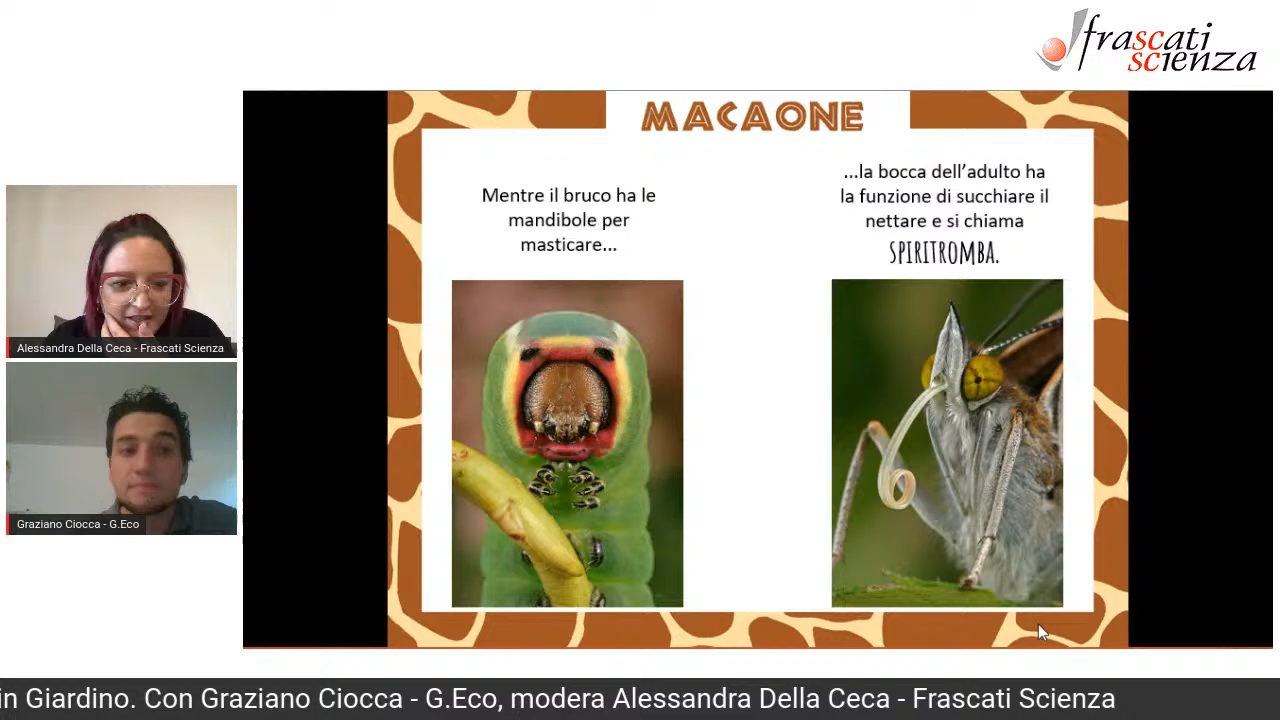 frascati
scienza
MACAONE
Mentre il bruco ha le
mandibole per
masticare...
...la bocca dell'adulto ha
la funzione di succhiare il
nettare e si chiama
SPIRITROMBA.
Alessandra Della Ceca - Frascati Scienza
Graziano Ciocca - G.Eco
in Giardino. Con Graziano Ciocca - G.Eco, modera Alessandra Della Ceca - Frascati Scienza